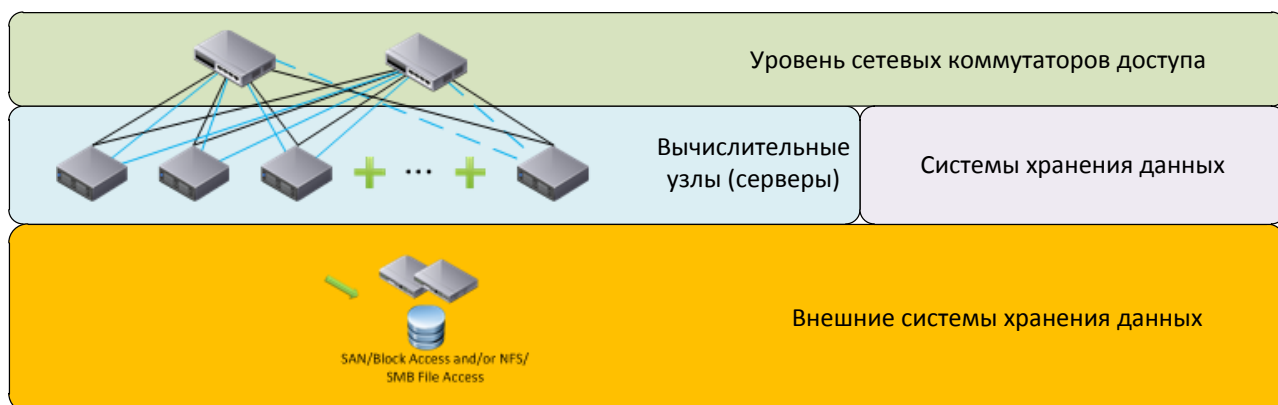 Уровень сетевых коммутаторов доступа
Вычислительные
узлы (серверы)
Системы хранения данных
Внешние системы хранения данных
SAN/Block Access and/or NFS/
SMB File Access